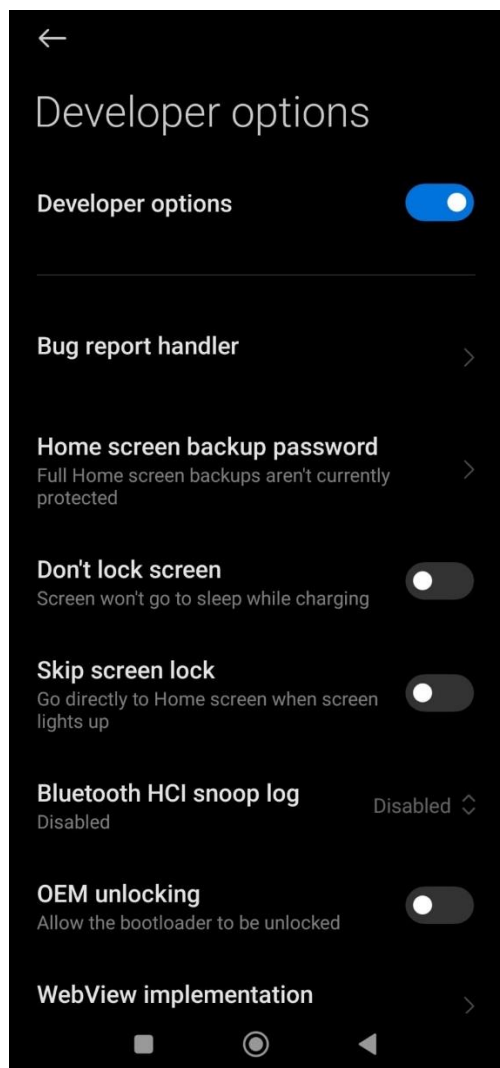 Developer options
Developer options
Bug report handler
Home screen backup password
Full Home screen backups aren't currently
protected
Don't lock screen
Screen won't go to sleep while charging
Skip screen lock
Go directly to Home screen when screen
lights up
Bluetooth HCI snoop log
Disabled
Disabled
OEM unlocking
Allow the bootloader to be unlocked
WebView implementation